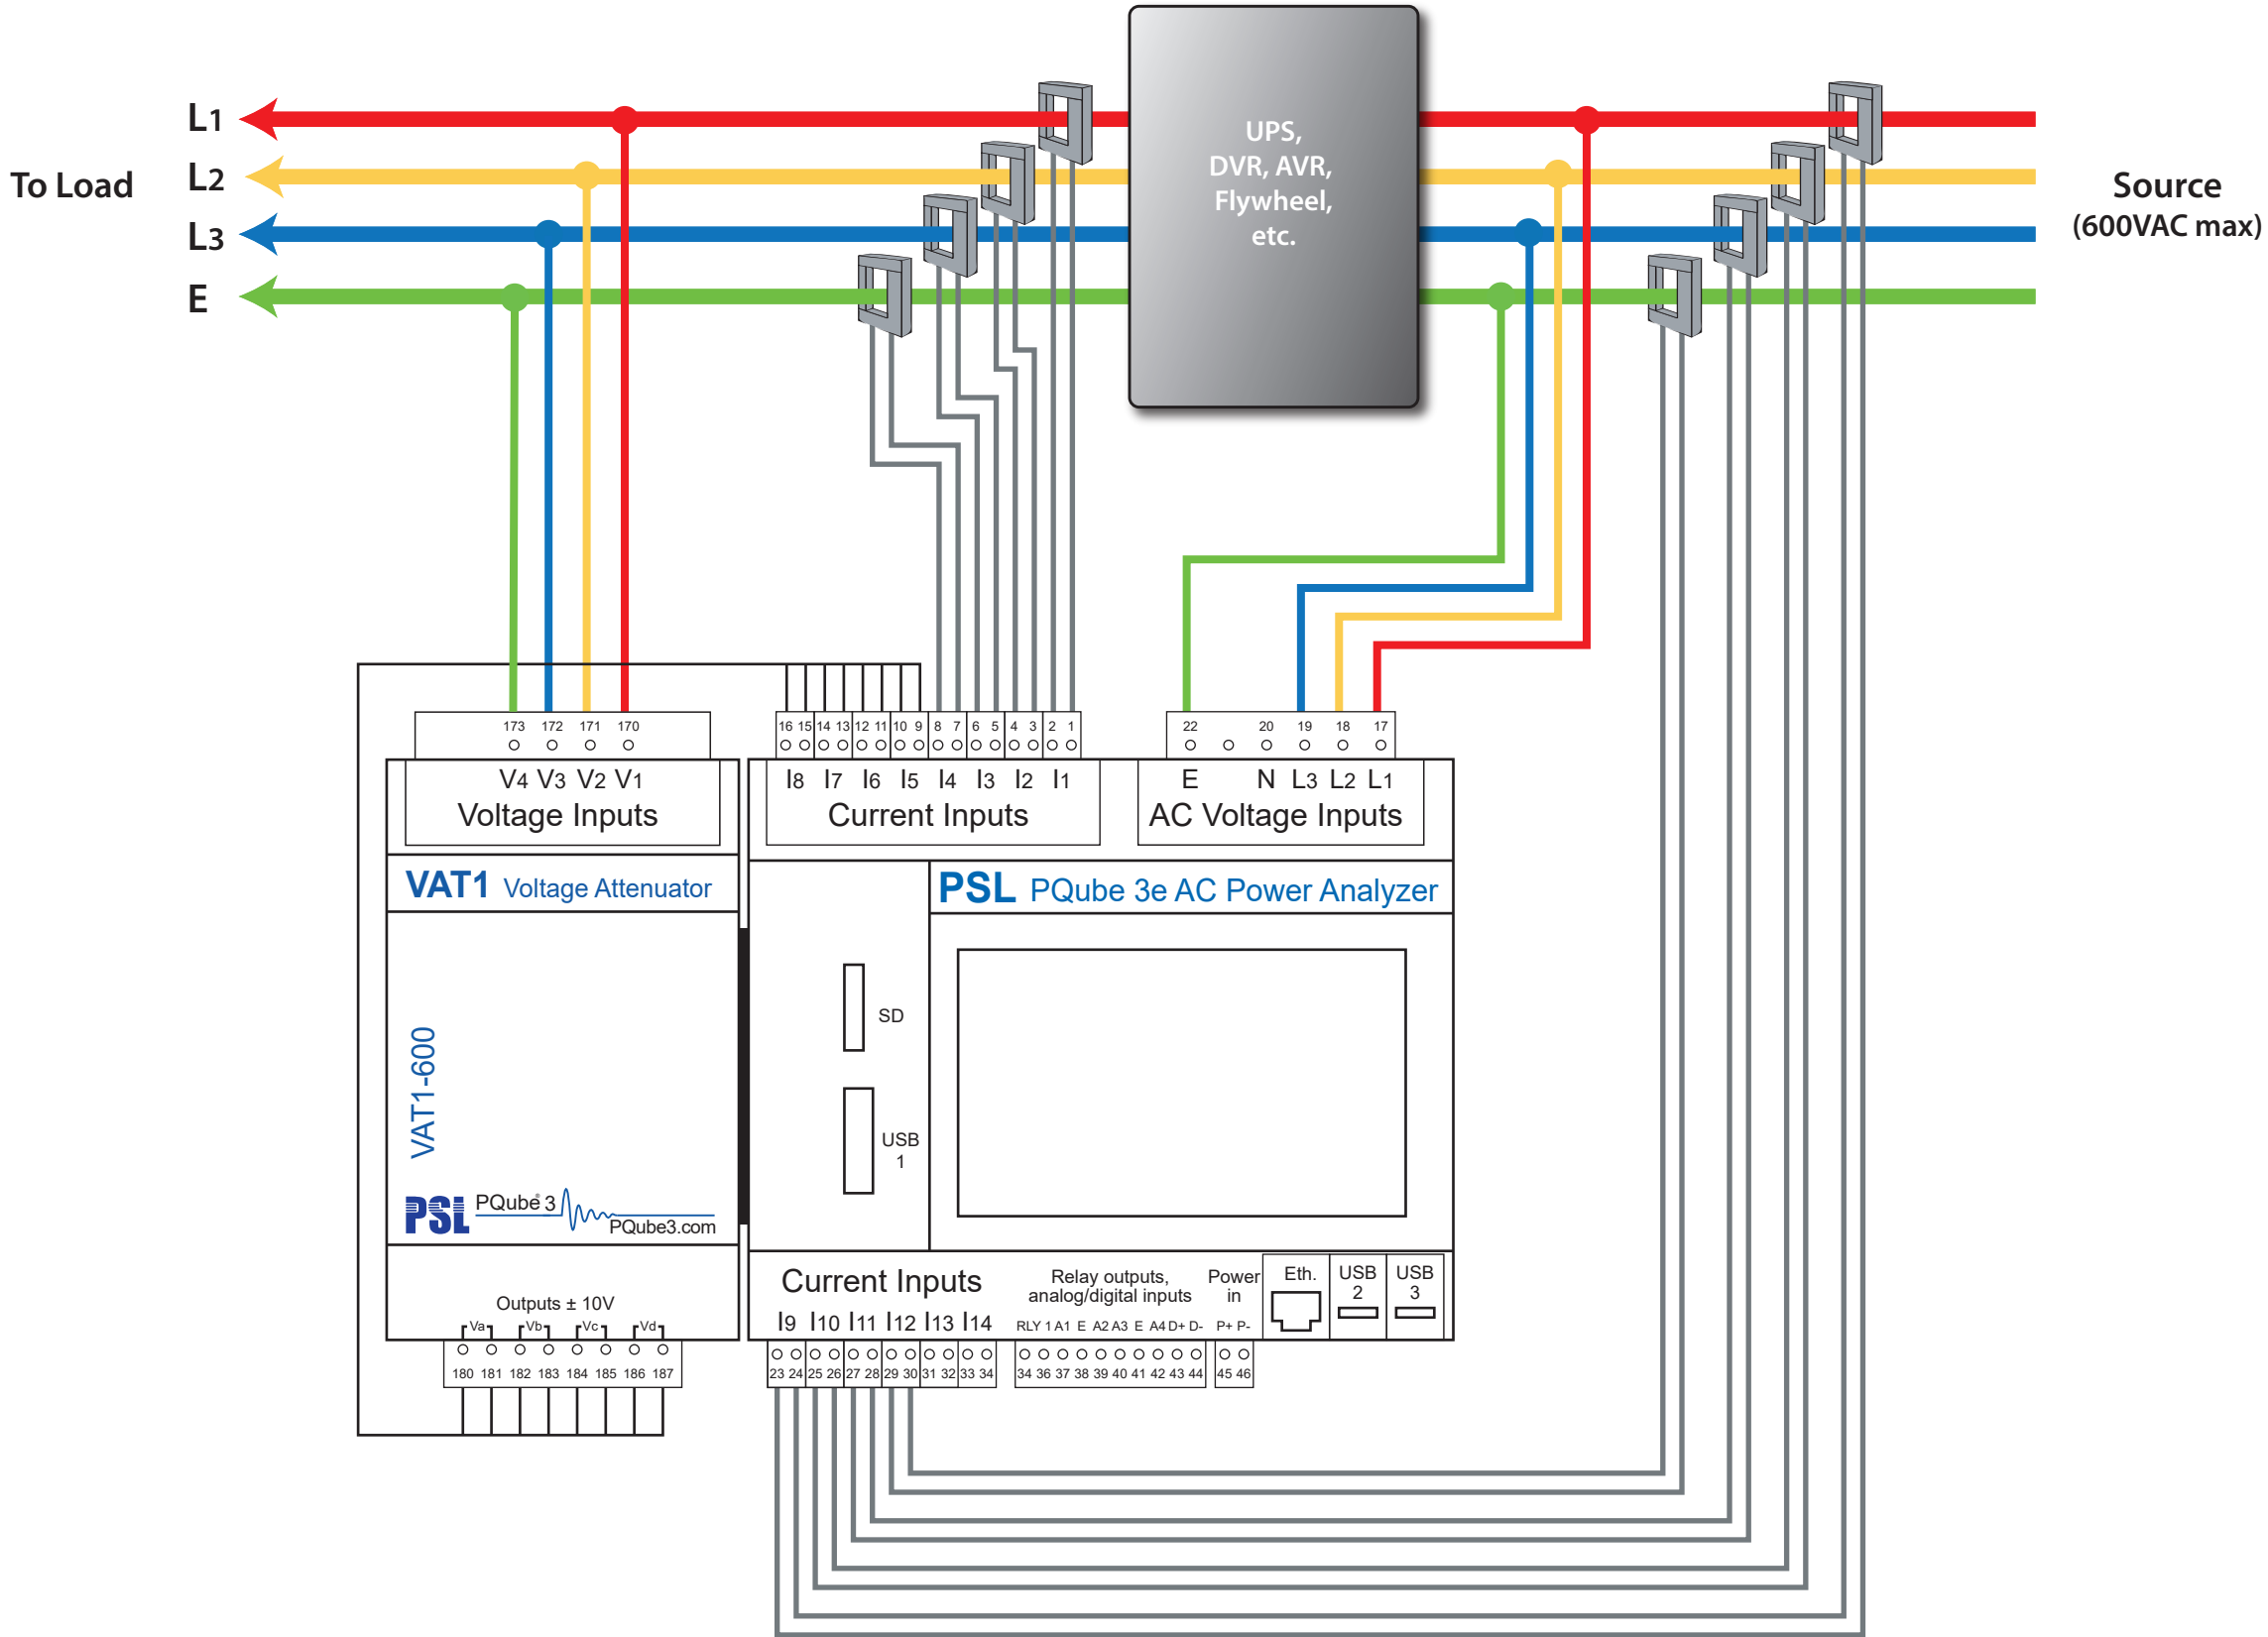 L1
L2
L3
E
To Load
UPS,
DVR, AVR,
Flywheel,
etc.
Source
(600VAC max)
173 172 171 170
V4 V3 V2 V1
Voltage Inputs
16 15 14 13 12 11 10 9 8 7 6 5 4 3 2 1
I8 I7 I6 I5 I4 I3 I2 I1
Current Inputs
22 20 19 18 17
E N L3 L2 L1
AC Voltage Inputs
VAT1 Voltage Attenuator
PSL PQube 3e AC Power Analyzer
VAT1-600
SD
USB
1
PSL PQube® 3
PQube3.com
Outputs ± 10V
Va Vb Vc Vd
180 181 182 183 184 185 186 187
Current Inputs
I9 I10 I11 I12 I13 I14
23 24 25 26 27 28 29 30 31 32 33 34
Relay outputs,
analog/digital inputs
RLY 1 A1 E A2 A3 E A4 D+ D-
34 36 37 38 39 40 41 42 43 44
Power
in
P+ P-
45 46
Eth.
USB
2
USB
3